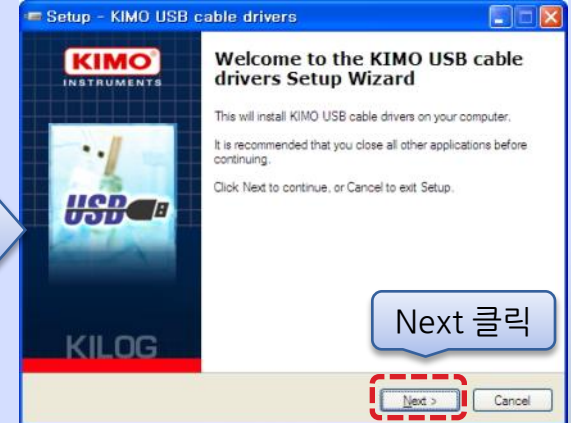 Setup - KIMO USB cable drivers
KIMO
INSTRUMENTS
Welcome to the KIMO USB cable
drivers Setup Wizard
This will install KIMO USB cable drivers on your computer.
It is recommended that you close all other applications before
continuing.
Click Next to continue, or Cancel to exit Setup.
USB
KILOG
Next 클릭
Next >
Cancel